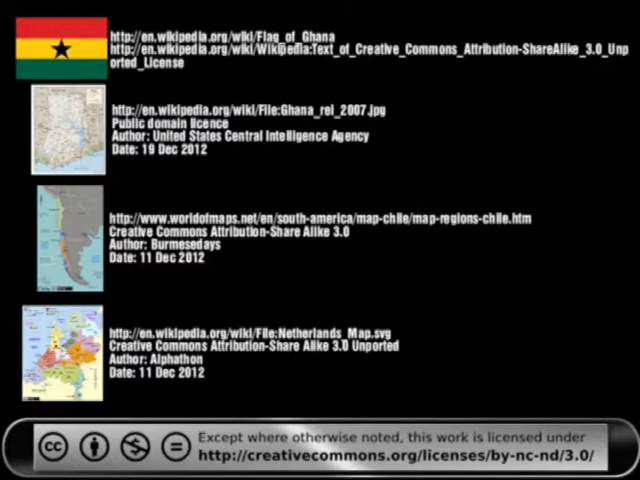 http://en.wikipedia.org/wiki/Flag_of_Ghana
http://en.wikipedia.org/wiki/Wikipedia:Text_of_Creative_Commons_Attribution-ShareAlike_3.0_Unp
orted_License
http://en.wikipedia.org/wiki/File:Ghana_rel_2007.jpg
Public domain licence
Author: United States Central Intelligence Agency
Date: 19 Dec 2012
http://www.worldofmaps.net/en/south-america/map-chile/map-regions-chile.htm
Creative Commons Attribution-Share Alike 3.0
Author: Burmesedays
Date: 11 Dec 2012
http://en.wikipedia.org/wiki/File:Netherlands_Map.svg
Creative Commons Attribution-Share Alike 3.0 Unported
Author: Alphathon
Date: 11 Dec 2012
cc
Except where otherwise noted, this work is licensed under
http://creativecommons.org/licenses/by-nc-nd/3.0/